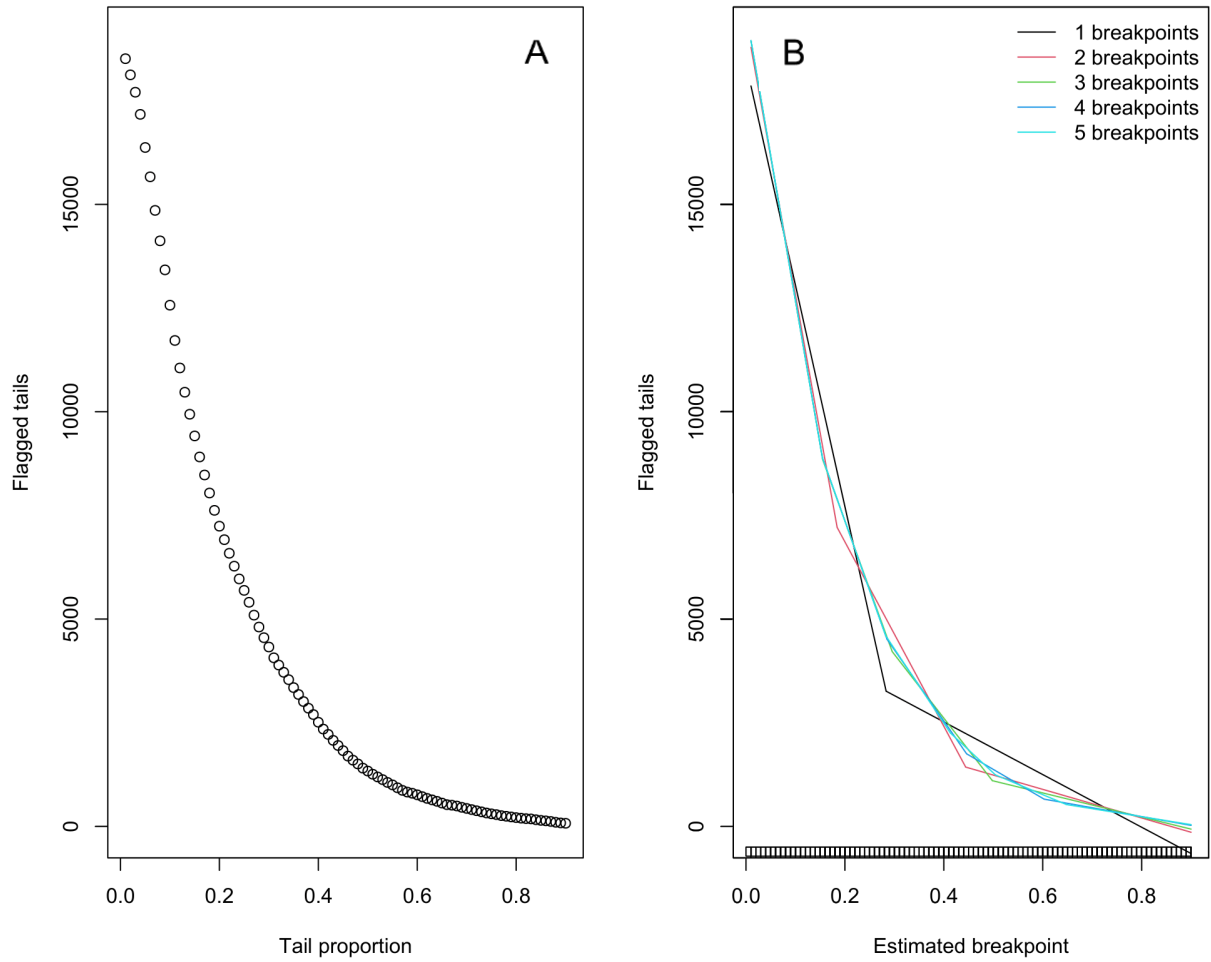 A
Flagged tails
15000
10000
5000
0
0.0 0.2 0.4 0.6 0.8
Tail proportion
B
1 breakpoints
2 breakpoints
3 breakpoints
4 breakpoints
5 breakpoints
Flagged tails
15000
10000
5000
0
0.0 0.2 0.4 0.6 0.8
Estimated breakpoint